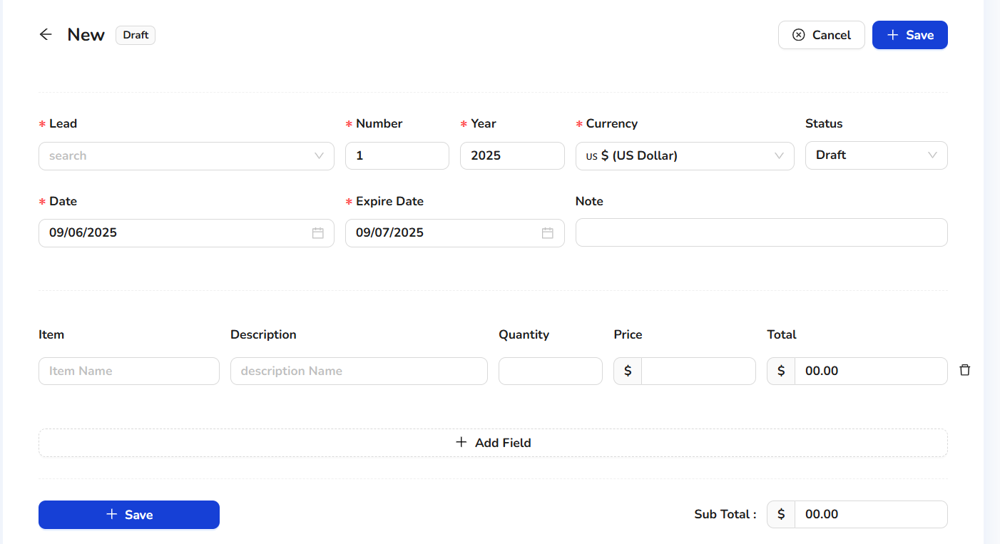 New Draft Cancel Save
* Lead * Number * Year * Currency Status
search 1 2025 us $ (US Dollar) Draft
* Date * Expire Date Note
09/06/2025 09/07/2025
Item Description Quantity Price Total
Item Name description Name $ $ 00.00
+ Add Field
+ Save Sub Total : $ 00.00